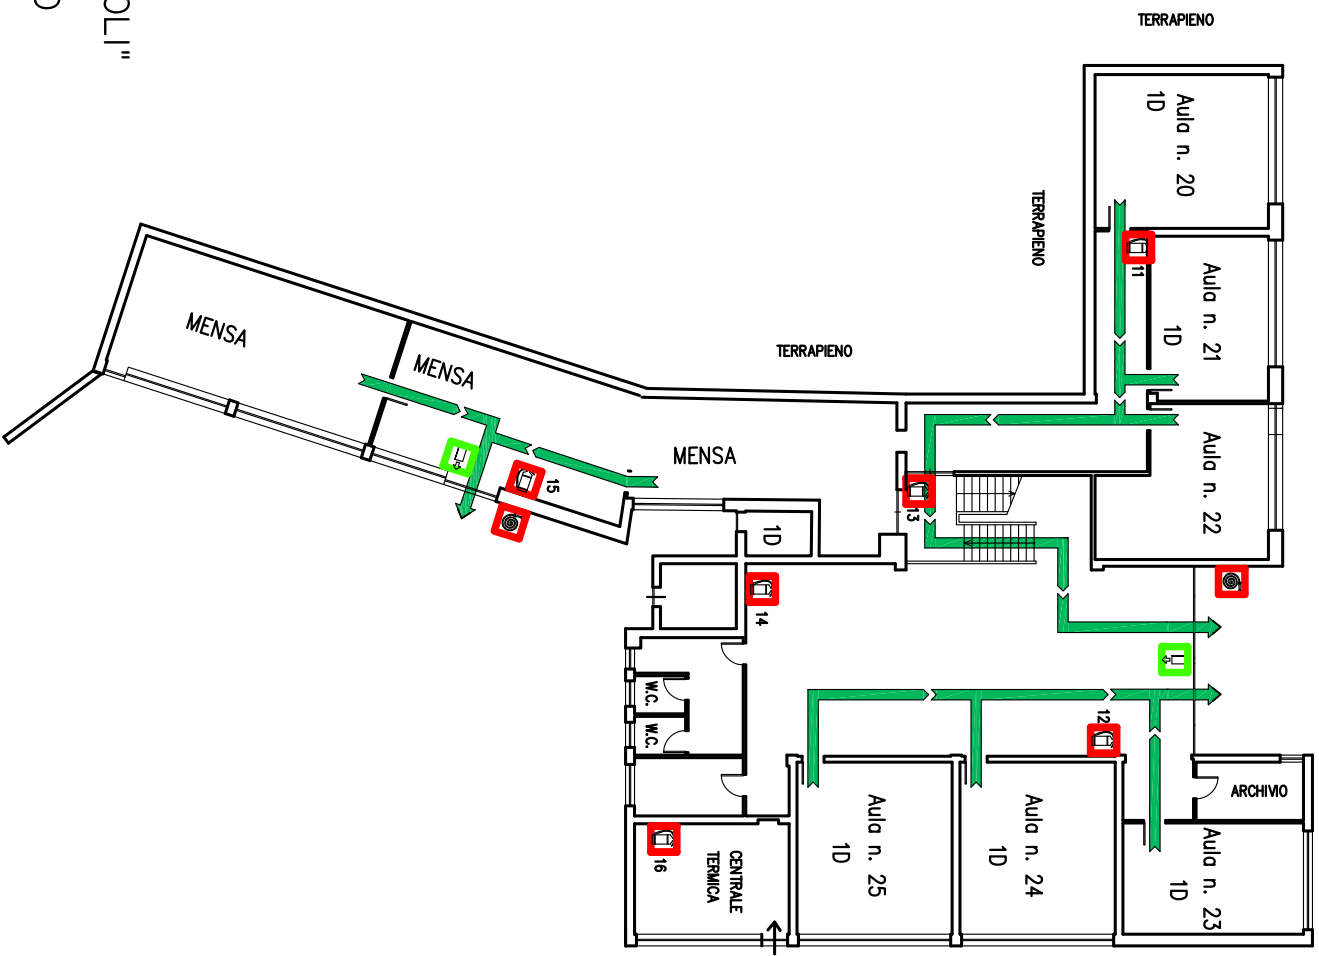 OLI"
O
TERRAPIENO
Aula n. 20
1D
TERRAPIENO
11
Aula n. 21
1D
TERRAPIENO
MENSA
MENSA
MENSA
Aula n. 22
15
13
1D
14
W.C.
W.C.
12
ARCHIVIO
Aula n. 25
1D
Aula n. 24
1D
Aula n. 23
1D
CENTRALE
TERMICA
16